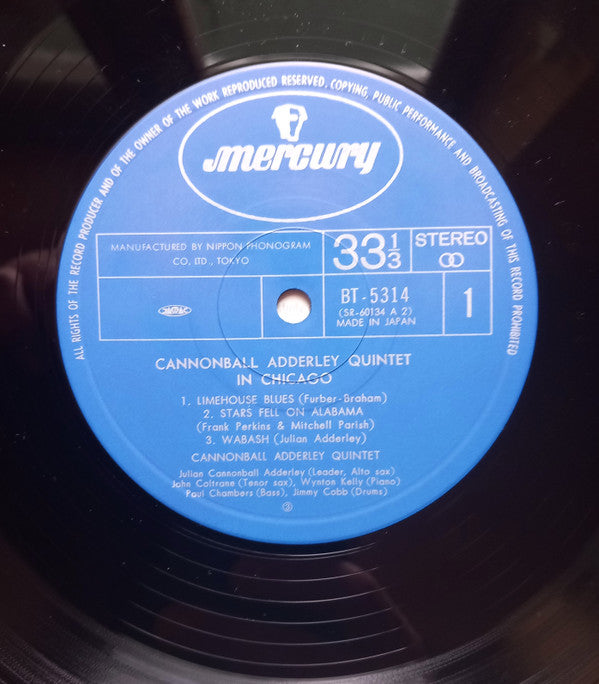 ALL RIGHTS OF THE RECORD PRODUCER AND OF THE OWNER OF THE WORK REPRODUCED RESERVED. COPYING, PUBLIC PERFORMANCE AND BROADCASTING OF THIS RECORD PROHIBITED
mercury
MANUFACTURED BY NIPPON PHONOGRAM
CO. LTD., TOKYO
33 1/3
STEREO
BT-5314
(SR-60134 A 2)
MADE IN JAPAN
1
CANNONBALL ADDERLEY QUINTET
IN CHICAGO
1. LIMEHOUSE BLUES (Furber-Braham)
2. STARS FELL ON ALABAMA
(Frank Perkins & Mitchell Parish)
3. WABASH (Julian Adderley)
CANNONBALL ADDERLEY QUINTET
Julian Cannonball Adderley (Leader, Alto sax)
John Coltrane (Tenor sax), Wynton Kelly (Piano)
Paul Chambers (Bass), Jimmy Cobb (Drums)